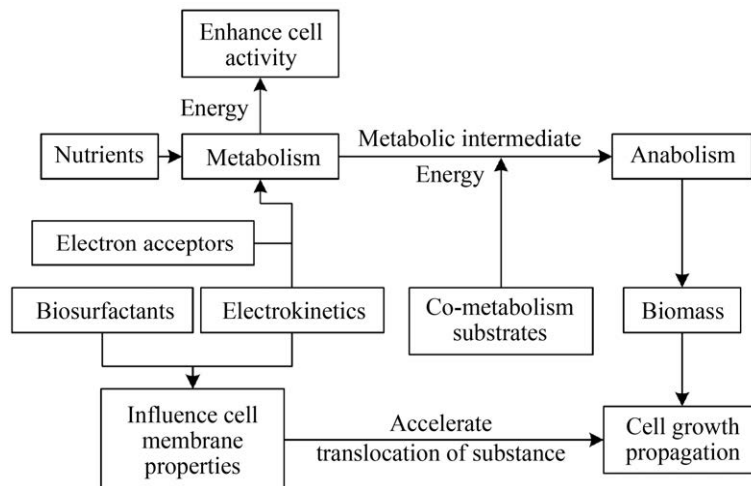 Enhance cell
activity
Energy
Nutrients
Metabolism
Metabolic intermediate
Energy
Anabolism
Electron acceptors
Biosurfactants
Electrokinetics
Co-metabolism
substrates
Biomass
Influence cell
membrane
properties
Accelerate
translocation of substance
Cell growth
propagation